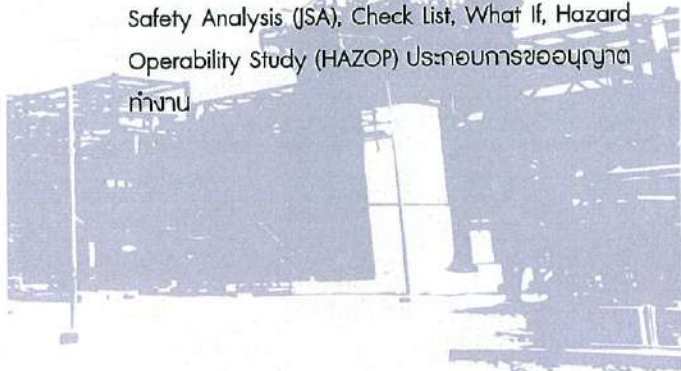 Safety Analysis (JSA), Check List, What If, Hazard
Operability Study (HAZOP) ประกอบการขออนุญาต
ทำงาน